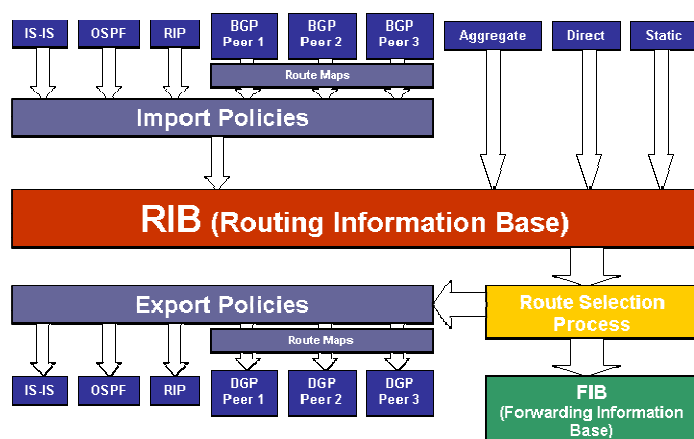 IS-IS
OSPF
RIP
BGP
Peer 1
BGP
Peer 2
BGP
Peer 3
Aggregate
Direct
Static
Route Maps
Import Policies
RIB (Routing Information Base)
Export Policies
Route Selection
Process
Route Maps
IS-IS
OSPF
RIP
DGP
Peer 1
DGP
Peer 2
DGP
Peer 3
FIB
(Forwarding Information
Base)